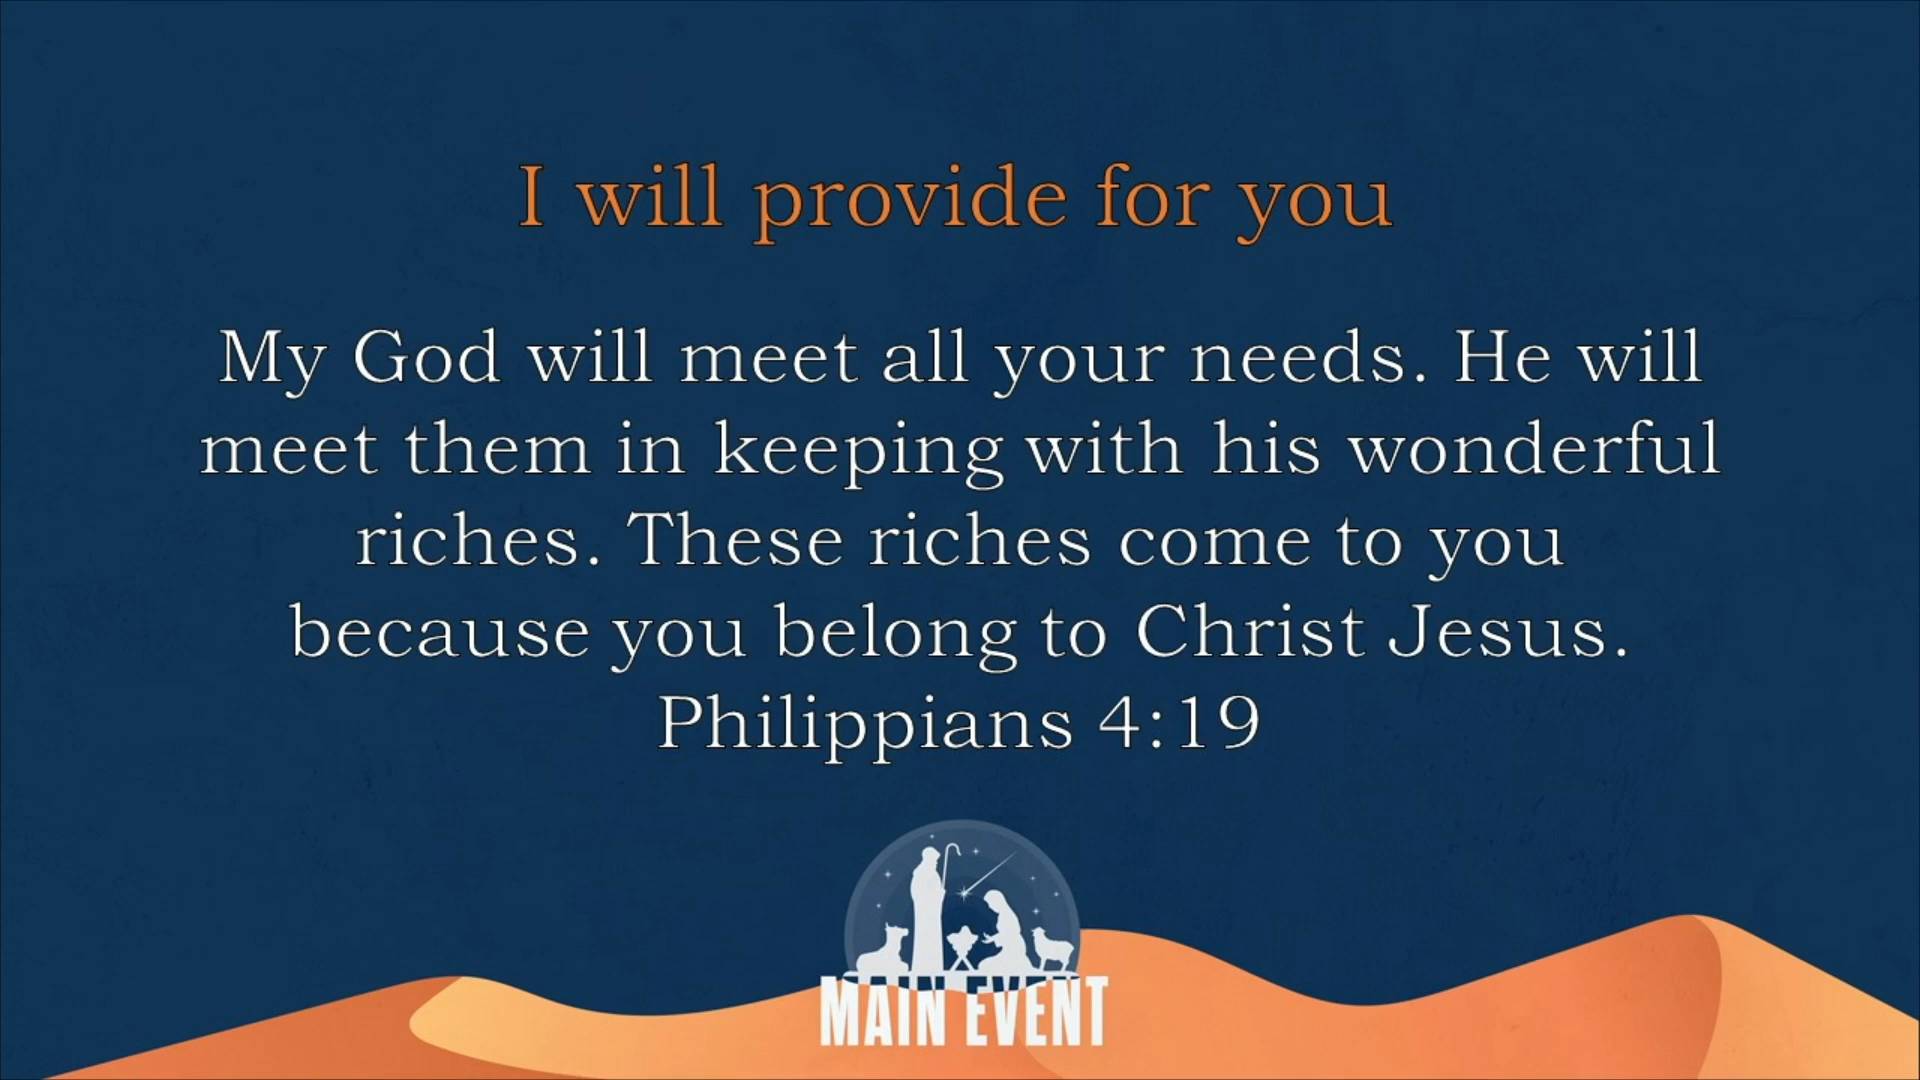 I will provide for you
My God will meet all your needs. He will
meet them in keeping with his wonderful
riches. These riches come to you
because you belong to Christ Jesus.
Philippians 4:19
MAIN EVENT